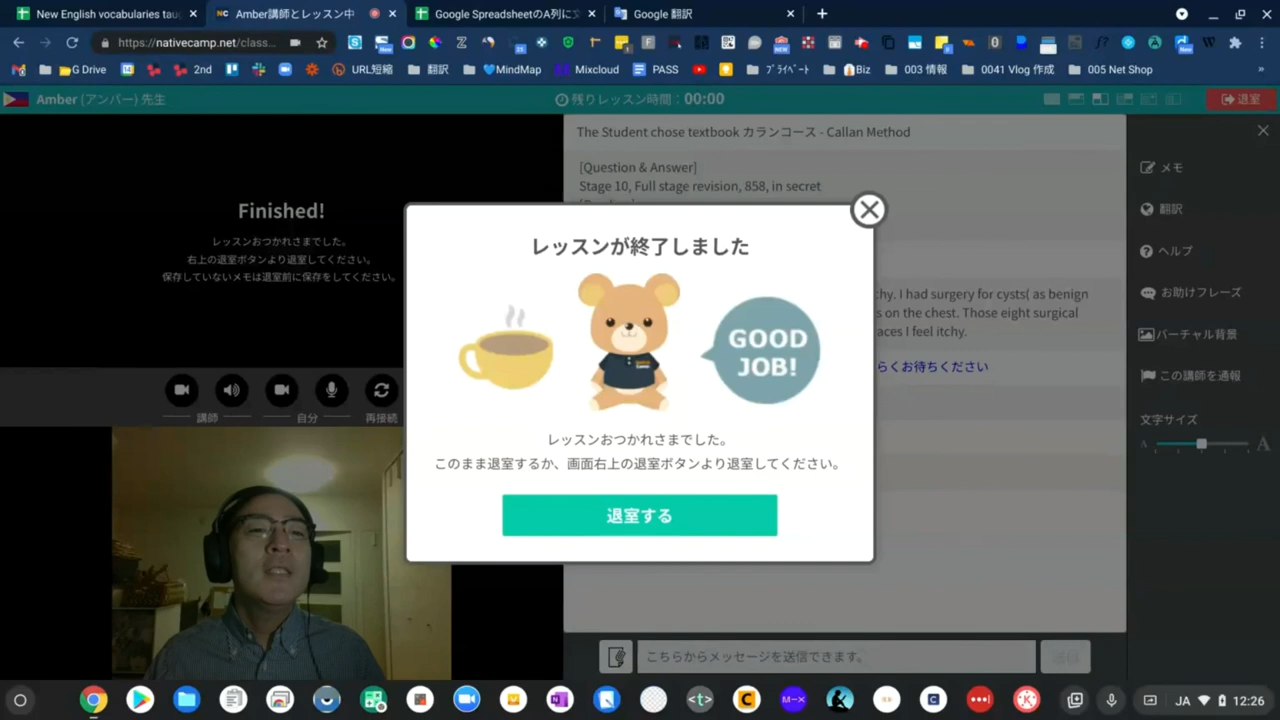 New English vocabularies tau
Amber講師とレッスン中
Google SpreadsheetのA列に
Google 翻訳
https://nativecamp.net/class...
G Drive
2nd
URL短縮
翻訳
MindMap
Mixcloud
PASS
プライベート
Biz
003 情報
0041 Vlog 作成
005 Net Shop
Amber (アンバー) 先生
残りレッスン時間：00:00
退室
The Student chose textbook カランコース - Callan Method
[Question & Answer]
Stage 10, Full stage revision, 858, in secret
メモ
翻訳
ヘルプ
お助けフレーズ
バーチャル背景
この講師を通報
文字サイズ
A
A
Finished!
レッスンおつかれさまでした。
右上の退室ボタンより退室してください。
保存していないメモは退室前に保存をしてください。
レッスンが終了しました
GOOD
JOB!
レッスンおつかれさまでした。
このまま退室するか、画面右上の退室ボタンより退室してください。
退室する
hy. I had surgery for cysts( as benign
s on the chest. Those eight surgical
aces I feel itchy.
らくお待ちください
講師
自分
再接続
こちらからメッセージを送信できます。
JA
12:26